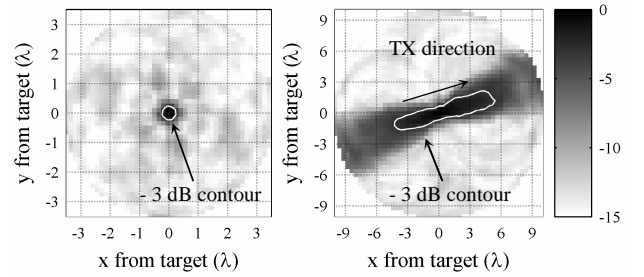 3
2
1
0
-1
-2
-3
y from target (λ)
-3 -2 -1 0 1 2 3
x from target (λ)
- 3 dB contour
9
6
3
0
-3
-6
-9
y from target (λ)
-9 -6 -3 0 3 6 9
x from target (λ)
TX direction
- 3 dB contour
0
-5
-10
-15